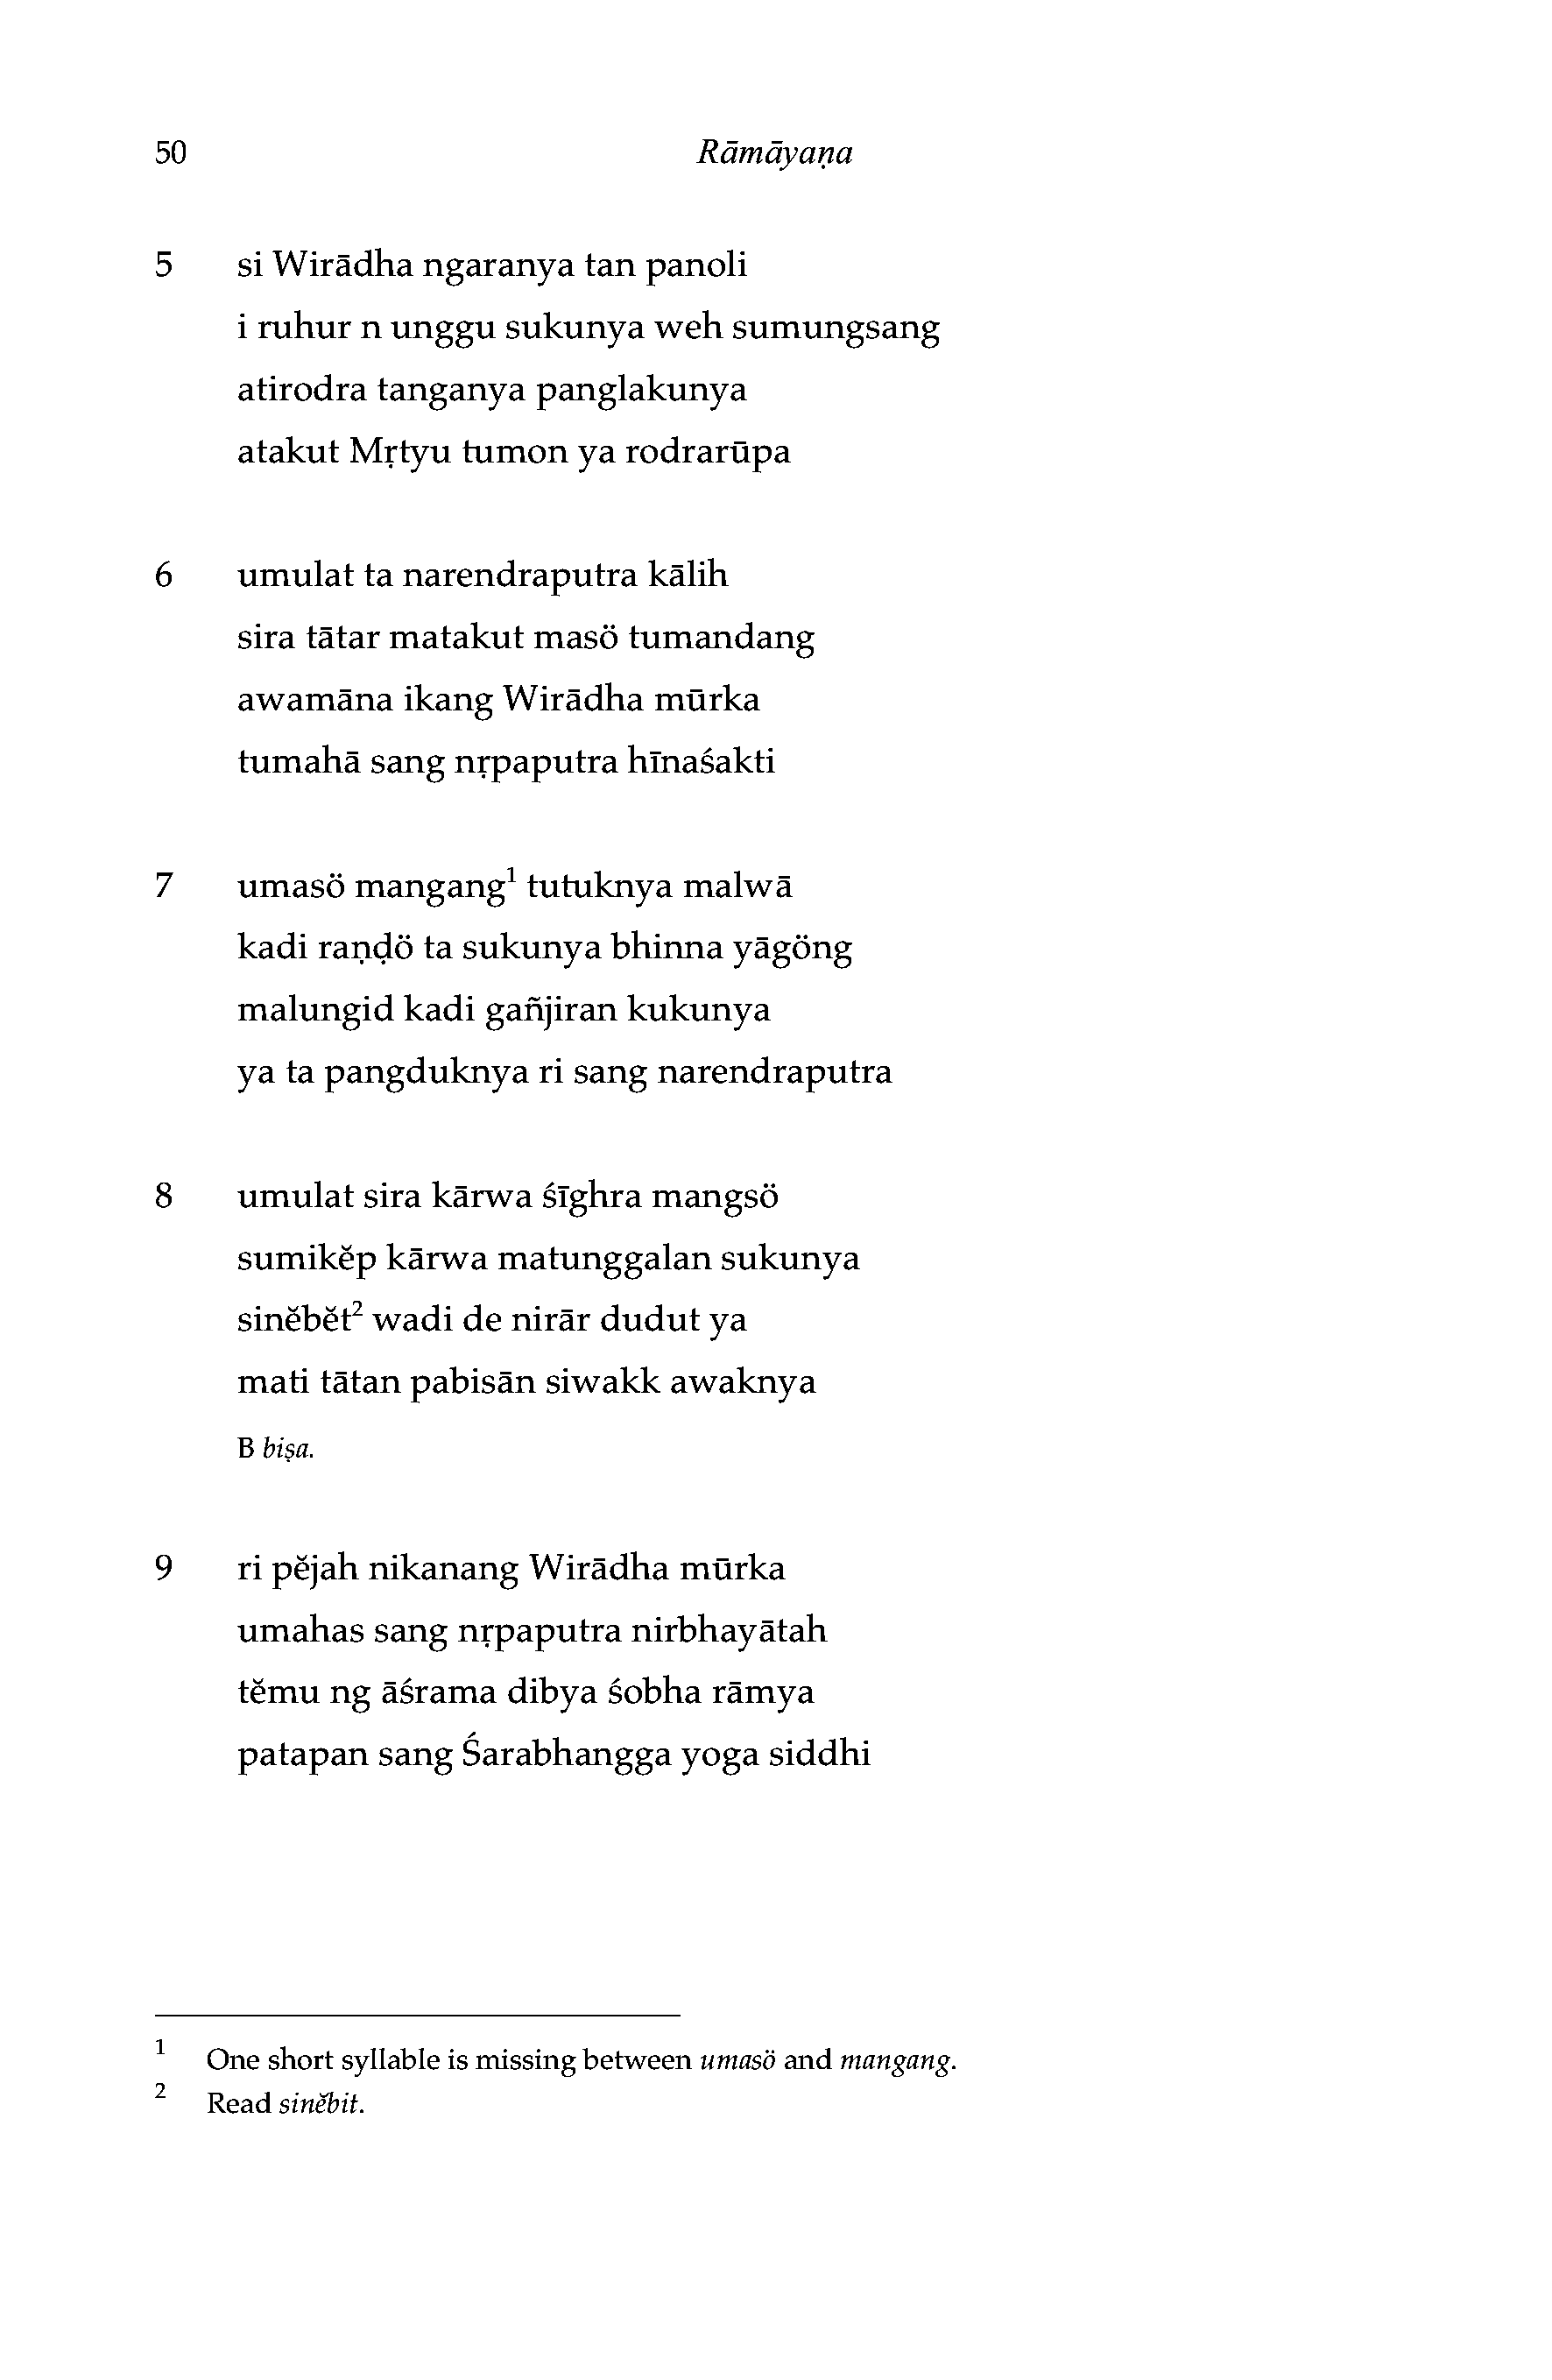 50 Rāmāyaṇa
5 si Wirādha ngaranya tan panoli
i ruhur n unggu sukunya weh sumungsang
atirodra tanganya panglakunya
atakut Mṛtyu tumon ya rodrarūpa
6 umulat ta narendraputra kālih
sira tātar matakut masö tumandang
awamāna ikang Wirādha mūrka
tumahā sang nṛpaputra hīnaśakti
7 umasö mangang¹ tutuknya malwā
kadi raṇḍö ta sukunya bhinna yāgöng
malungid kadi gañjiran kukunya
ya ta pangduknya ri sang narendraputra
8 umulat sira kārwa śīghra mangsö
sumikĕp kārwa matunggalan sukunya
sinĕbĕt² wadi de nirār dudut ya
mati tātan pabisān siwakk awaknya
B biṣa.
9 ri pĕjah nikanang Wirādha mūrka
umahas sang nṛpaputra nirbhayātah
tĕmu ng āśrama dibya śobha rāmya
patapan sang Śarabhangga yoga siddhi
1 One short syllable is missing between umasö and mangang.
2 Read sinĕbit.